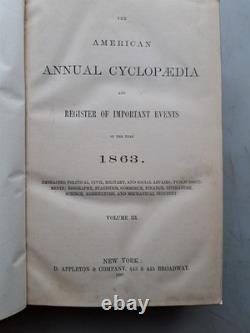 THE
AMERICAN
ANNUAL CYCLOPÆDIA
AND
REGISTER OF IMPORTANT EVENTS
OF THE YEAR
1863.
EMBRACING POLITICAL, CIVIL, MILITARY, AND SOCIAL AFFAIRS; PUBLIC DOCU-
MENTS; BIOGRAPHY, STATISTICS, COMMERCE, FINANCE, LITERATURE,
SCIENCE, AGRICULTURE, AND MECHANICAL INDUSTRY.
VOLUME III.
NEW YORK:
D. APPLETON & COMPANY, 443 & 445 BROADWAY.